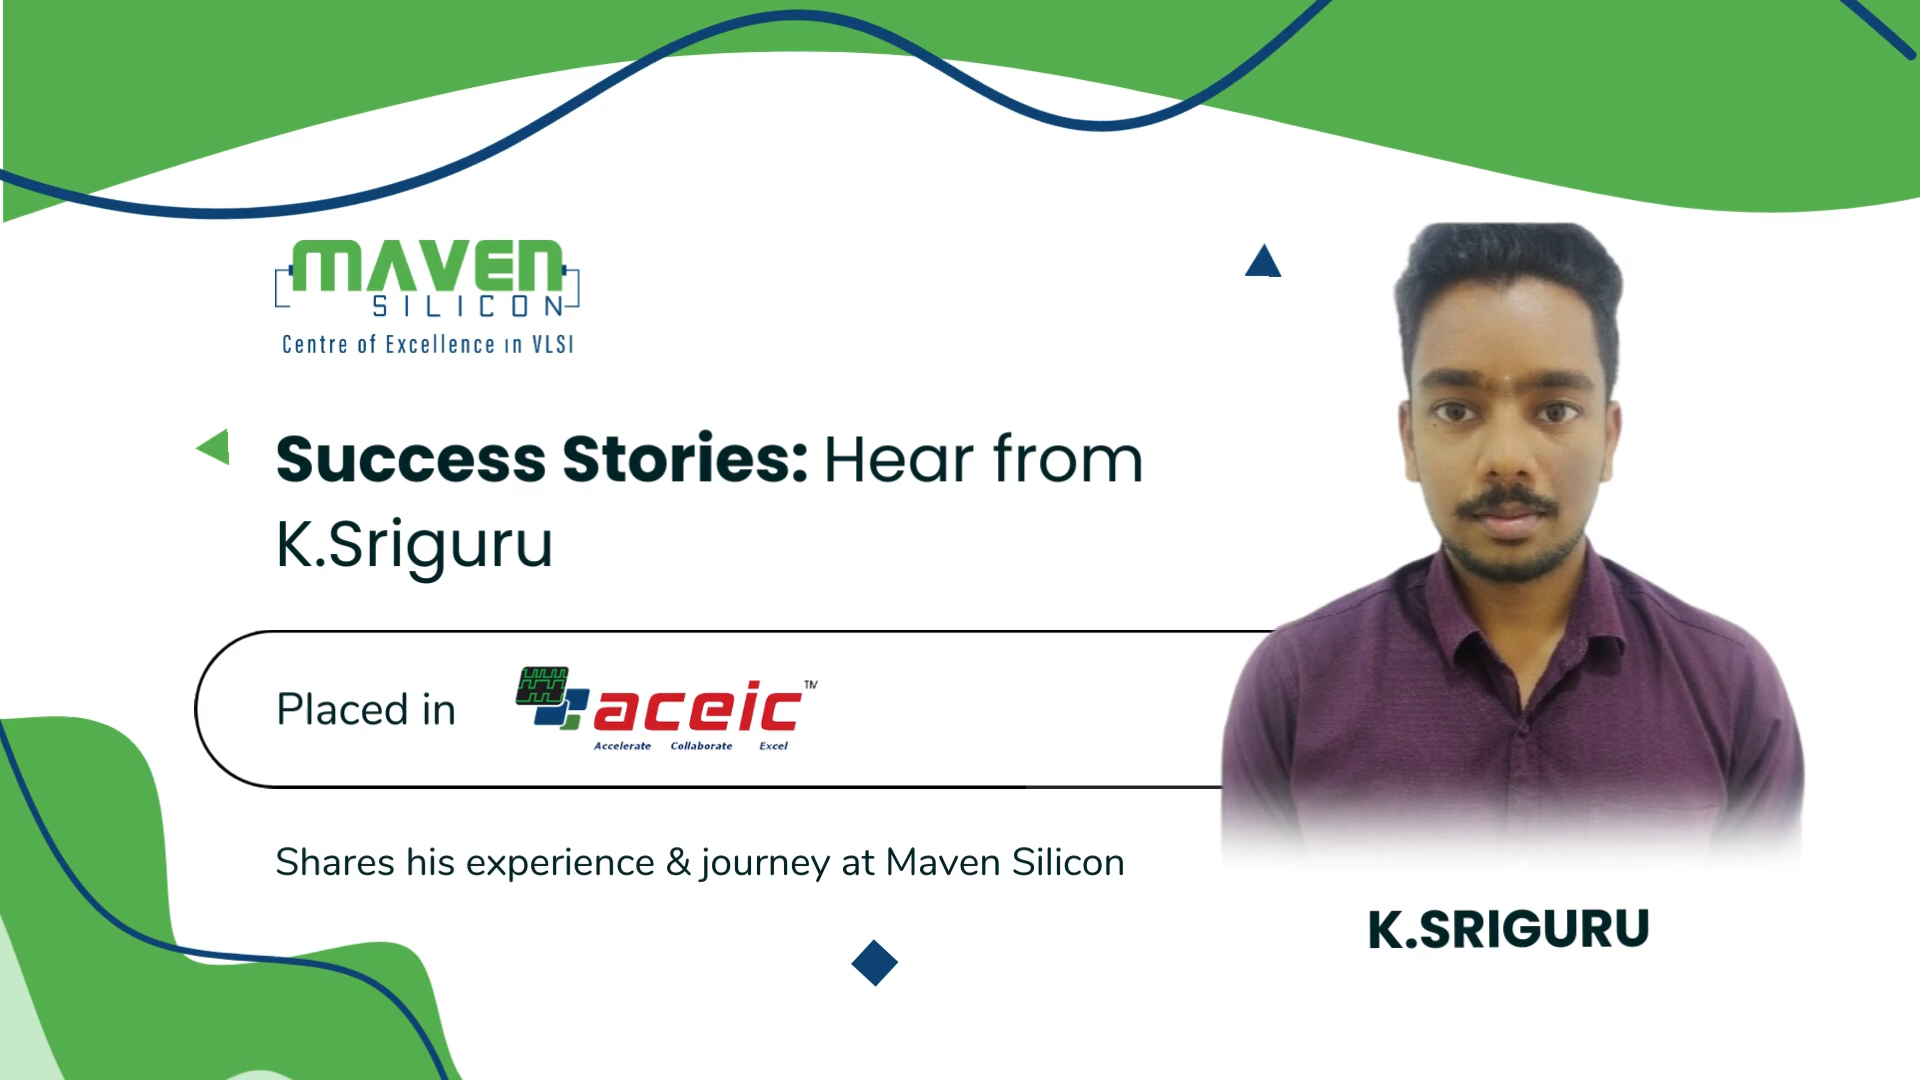 MAVEN
SILICON
Centre of Excellence in VLSI
Success Stories: Hear from
K.Sriguru
Placed in
aceic TM
Accelerate Collaborate Excel
Shares his experience & journey at Maven Silicon
K.SRIGURU